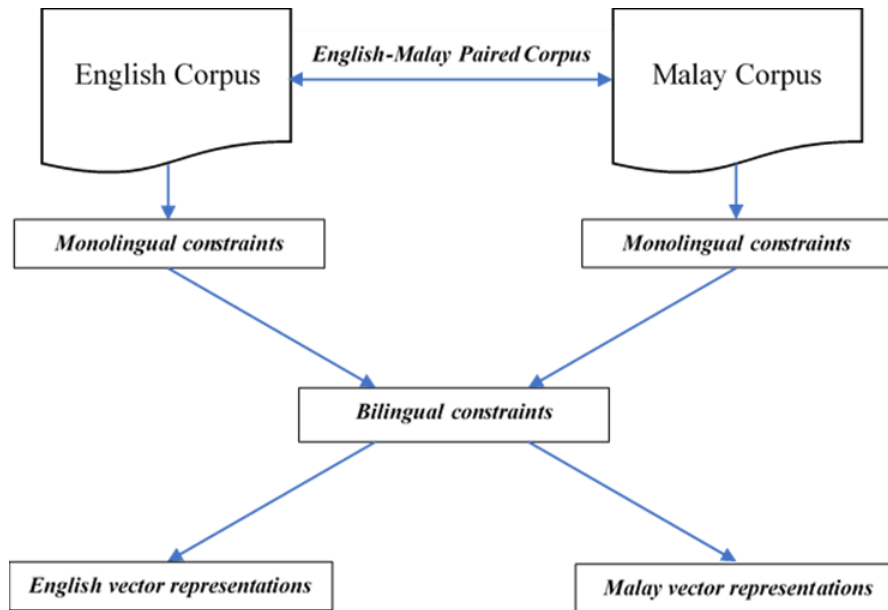 English-Malay Paired Corpus
English Corpus
Malay Corpus
Monolingual constraints
Monolingual constraints
Bilingual constraints
English vector representations
Malay vector representations